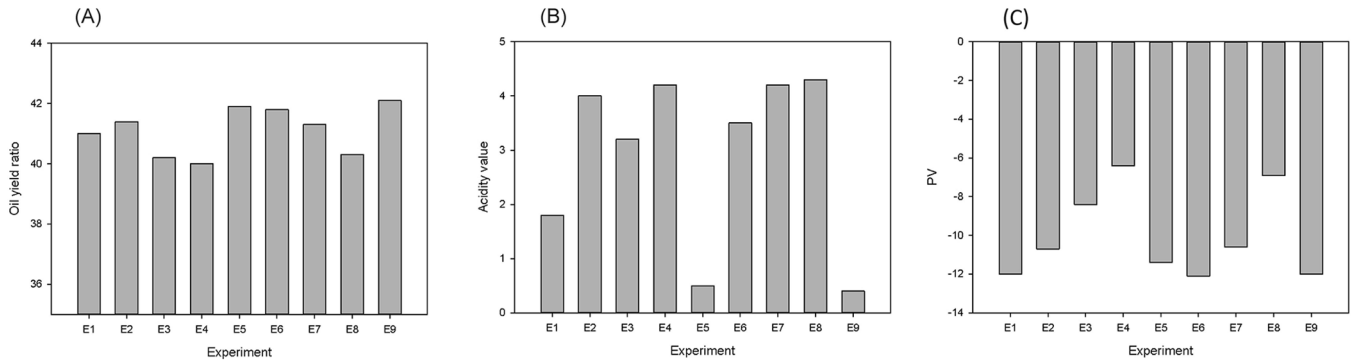 (A)
44
42
40
38
36
Oil yield ratio
E1 E2 E3 E4 E5 E6 E7 E8 E9
Experiment
(B)
5
4
3
2
1
0
Acidity value
E1 E2 E3 E4 E5 E6 E7 E8 E9
Experiment
(C)
0
-2
-4
-6
-8
-10
-12
-14
PV
E1 E2 E3 E4 E5 E6 E7 E8 E9
Experiment